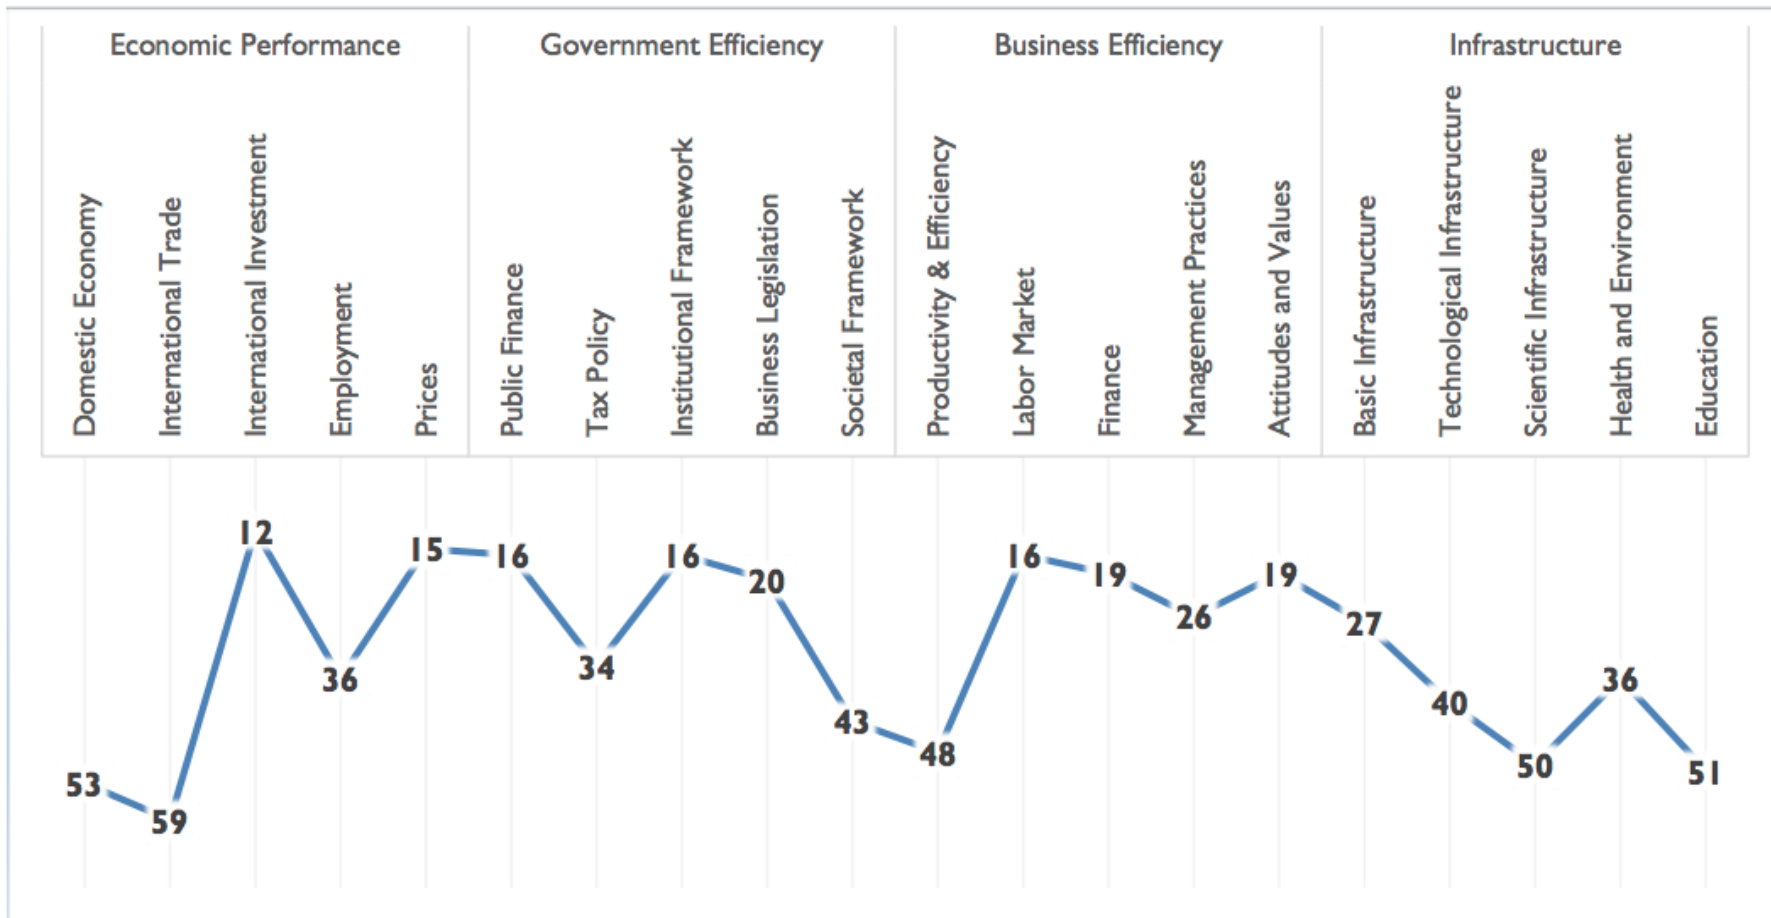 Economic Performance
Government Efficiency
Business Efficiency
Infrastructure
Domestic Economy
International Trade
International Investment
Employment
Prices
Public Finance
Tax Policy
Institutional Framework
Business Legislation
Societal Framework
Productivity & Efficiency
Labor Market
Finance
Management Practices
Attitudes and Values
Basic Infrastructure
Technological Infrastructure
Scientific Infrastructure
Health and Environment
Education
53
59
12
36
15
16
34
16
20
43
48
16
19
26
19
27
40
50
36
51